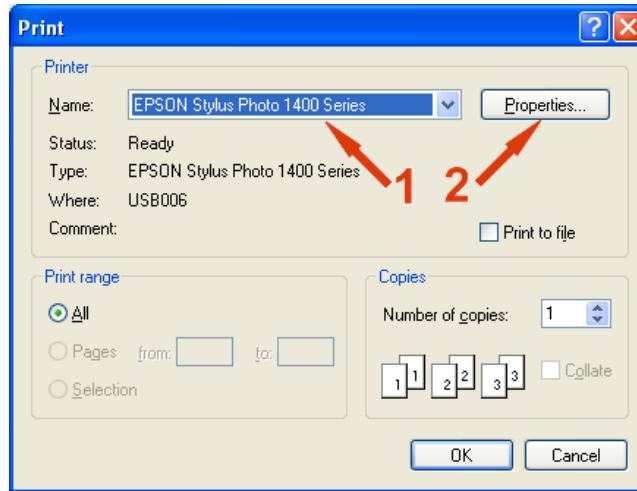 Print
Printer
Name: EPSON Stylus Photo 1400 Series Properties...
Status: Ready
Type: EPSON Stylus Photo 1400 Series
Where: USB006
1 2
Comment: Print to file
Print range
All
Pages from: to:
Selection
Copies
Number of copies: 1
1 1 2 2 3 3 Collate
OK Cancel